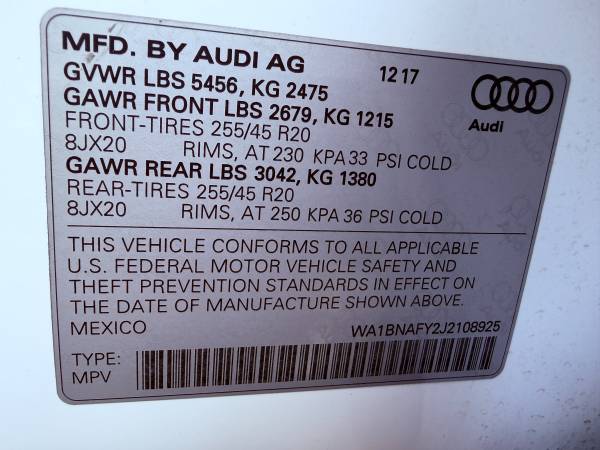 MFD. BY AUDI AG 12 17
GVWR LBS 5456, KG 2475
GAWR FRONT LBS 2679, KG 1215
FRONT-TIRES 255/45 R20
8JX20 RIMS, AT 230 KPA 33 PSI COLD
GAWR REAR LBS 3042, KG 1380
REAR-TIRES 255/45 R20
8JX20 RIMS, AT 250 KPA 36 PSI COLD
Audi
THIS VEHICLE CONFORMS TO ALL APPLICABLE
U.S. FEDERAL MOTOR VEHICLE SAFETY AND
THEFT PREVENTION STANDARDS IN EFFECT ON
THE DATE OF MANUFACTURE SHOWN ABOVE.
MEXICO WA1BNAFY2J2108925
TYPE:
MPV